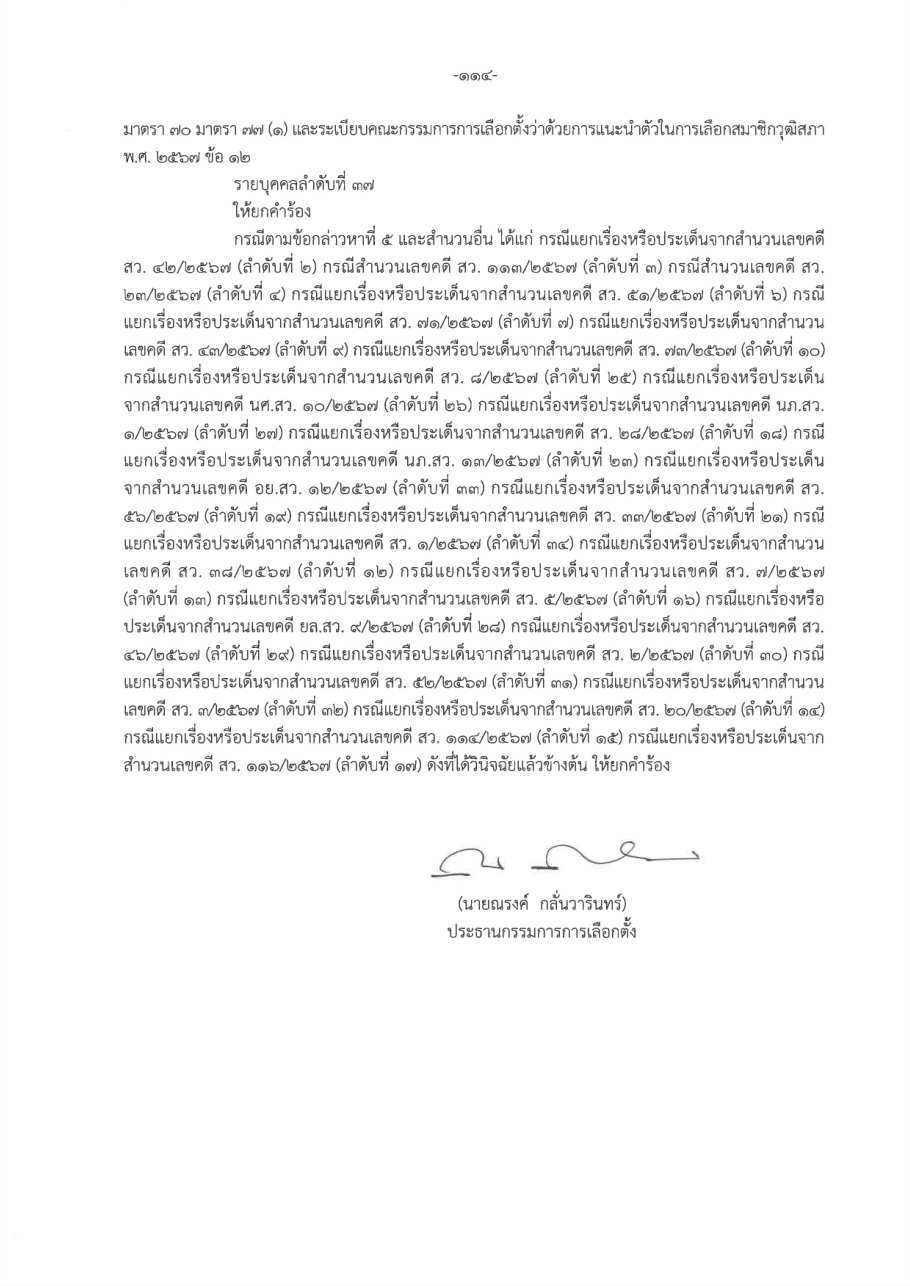 -๑๑๔-
มาตรา ๗๐ มาตรา ๗๗ (๑) และระเบียบคณะกรรมการการเลือกตั้งว่าด้วยการแนะนำตัวในการเลือกสมาชิกวุฒิสภา
พ.ศ. ๒๕๖๗ ข้อ ๑๒
รายบุคคลลำดับที่ ๓๗
ให้ยกคำร้อง
กรณีตามข้อกล่าวหาที่ ๕ และสำนวนอื่น ได้แก่ กรณีแยกเรื่องหรือประเด็นจากสำนวนเลขคดี
สว. ๔๒/๒๕๖๗ (ลำดับที่ ๒) กรณีสำนวนเลขคดี สว. ๑๑๓/๒๕๖๗ (ลำดับที่ ๓) กรณีสำนวนเลขคดี สว.
๒๓/๒๕๖๗ (ลำดับที่ ๔) กรณีแยกเรื่องหรือประเด็นจากสำนวนเลขคดี สว. ๕๑/๒๕๖๗ (ลำดับที่ ๖) กรณี
แยกเรื่องหรือประเด็นจากสำนวนเลขคดี สว. ๗๑/๒๕๖๗ (ลำดับที่ ๗) กรณีแยกเรื่องหรือประเด็นจากสำนวน
เลขคดี สว. ๔๓/๒๕๖๗ (ลำดับที่ ๙) กรณีแยกเรื่องหรือประเด็นจากสำนวนเลขคดี สว. ๗๓/๒๕๖๗ (ลำดับที่ ๑๐)
กรณีแยกเรื่องหรือประเด็นจากสำนวนเลขคดี สว. ๘/๒๕๖๗ (ลำดับที่ ๒๕) กรณีแยกเรื่องหรือประเด็น
จากสำนวนเลขคดี นศ.สว. ๑๐/๒๕๖๗ (ลำดับที่ ๒๖) กรณีแยกเรื่องหรือประเด็นจากสำนวนเลขคดี นภ.สว.
๑/๒๕๖๗ (ลำดับที่ ๒๗) กรณีแยกเรื่องหรือประเด็นจากสำนวนเลขคดี สว. ๒๘/๒๕๖๗ (ลำดับที่ ๑๘) กรณี
แยกเรื่องหรือประเด็นจากสำนวนเลขคดี นภ.สว. ๑๓/๒๕๖๗ (ลำดับที่ ๒๓) กรณีแยกเรื่องหรือประเด็น
จากสำนวนเลขคดี อย.สว. ๑๒/๒๕๖๗ (ลำดับที่ ๓๓) กรณีแยกเรื่องหรือประเด็นจากสำนวนเลขคดี สว.
๕๖/๒๕๖๗ (ลำดับที่ ๑๙) กรณีแยกเรื่องหรือประเด็นจากสำนวนเลขคดี สว. ๓๓/๒๕๖๗ (ลำดับที่ ๒๑) กรณี
แยกเรื่องหรือประเด็นจากสำนวนเลขคดี สว. ๑/๒๕๖๗ (ลำดับที่ ๓๔) กรณีแยกเรื่องหรือประเด็นจากสำนวน
เลขคดี สว. ๓๘/๒๕๖๗ (ลำดับที่ ๑๒) กรณีแยกเรื่องหรือประเด็นจากสำนวนเลขคดี สว. ๗/๒๕๖๗
(ลำดับที่ ๑๓) กรณีแยกเรื่องหรือประเด็นจากสำนวนเลขคดี สว. ๕/๒๕๖๗ (ลำดับที่ ๑๖) กรณีแยกเรื่องหรือ
ประเด็นจากสำนวนเลขคดี ยล.สว. ๙/๒๕๖๗ (ลำดับที่ ๒๘) กรณีแยกเรื่องหรือประเด็นจากสำนวนเลขคดี สว.
๔๖/๒๕๖๗ (ลำดับที่ ๒๙) กรณีแยกเรื่องหรือประเด็นจากสำนวนเลขคดี สว. ๒/๒๕๖๗ (ลำดับที่ ๓๐) กรณี
แยกเรื่องหรือประเด็นจากสำนวนเลขคดี สว. ๕๒/๒๕๖๗ (ลำดับที่ ๓๑) กรณีแยกเรื่องหรือประเด็นจากสำนวน
เลขคดี สว. ๓/๒๕๖๗ (ลำดับที่ ๓๒) กรณีแยกเรื่องหรือประเด็นจากสำนวนเลขคดี สว. ๒๐/๒๕๖๗ (ลำดับที่ ๑๔)
กรณีแยกเรื่องหรือประเด็นจากสำนวนเลขคดี สว. ๑๑๔/๒๕๖๗ (ลำดับที่ ๑๕) กรณีแยกเรื่องหรือประเด็นจาก
สำนวนเลขคดี สว. ๑๑๖/๒๕๖๗ (ลำดับที่ ๑๗) ดังที่ได้วินิจฉัยแล้วข้างต้น ให้ยกคำร้อง
(นายณรงค์ กลั่นวารินทร์)
ประธานกรรมการการเลือกตั้ง